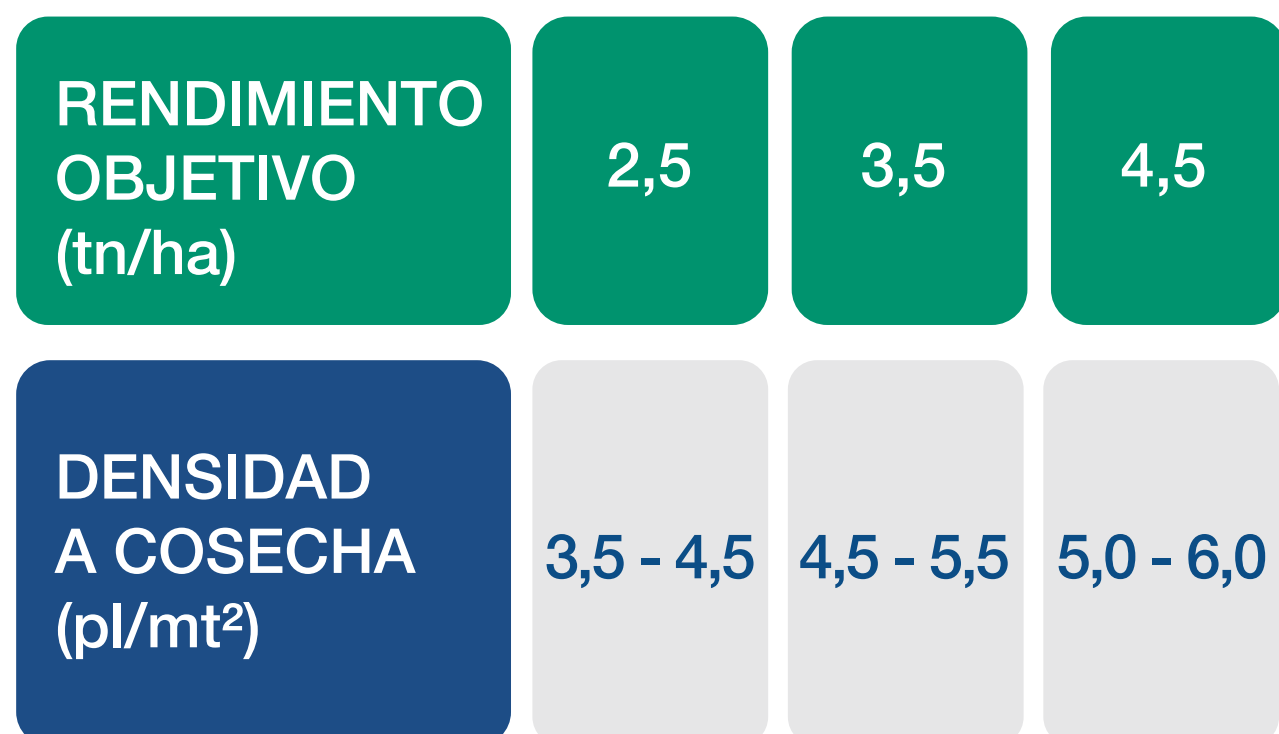 RENDIMIENTO
OBJETIVO
(tn/ha)
2,5
3,5
4,5
DENSIDAD
A COSECHA
(pl/mt²)
3,5 - 4,5
4,5 - 5,5
5,0 - 6,0